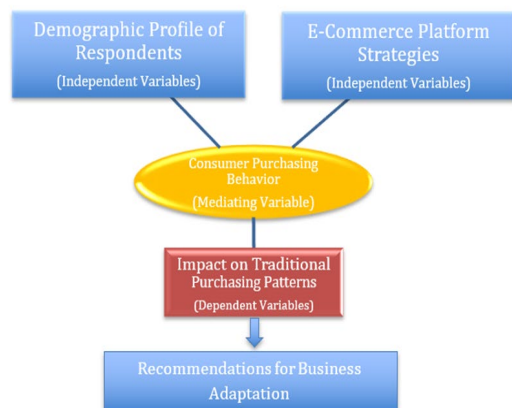 Demographic Profile of
Respondents
(Independent Variables)
E-Commerce Platform
Strategies
(Independent Variables)
Consumer Purchasing
Behavior
(Mediating Variable)
Impact on Traditional
Purchasing Patterns
(Dependent Variables)
Recommendations for Business
Adaptation